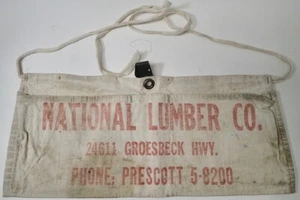 NATIONAL LUMBER CO.
24611 GROESBECK HWY.
PHONE: PRESCOTT 5-8200